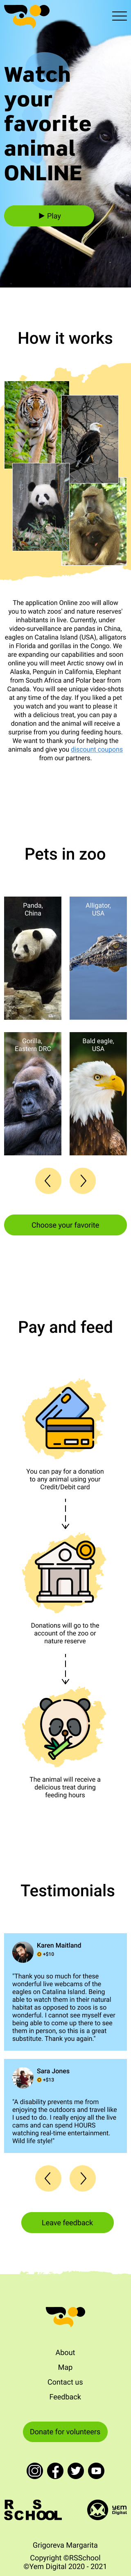 Watch
your
favorite
animal
ONLINE
Play
How it works
The application Online zoo will allow
you to watch zoos' and nature reserves'
inhabitants in live. Currently, under
video-surveillance are pandas in China,
eagles on Catalina Island (USA), alligators
in Florida and gorillas in the Congo. We
are expanding our capabilities and soon
online you will meet Arctic snowy owl in
Alaska, Penguin in California, Elephant
from South Africa and Polar bear from
Canada. You will see unique video-shots
at any time of the day. If you liked a pet
you watch and you want to please it
with a delicious treat, you can pay a
donation and the animal will receive a
surprise from you during feeding hours.
We want to thank you for helping the
animals and give you discount coupons
from our partners.
Pets in zoo
Panda,
China
Alligator,
USA
Gorilla,
Eastern DRC
Bald eagle,
USA
Choose your favorite
Pay and feed
You can pay for a donation
to any animal using your
Credit/Debit card
Donations will go to the
account of the zoo or
nature reserve
The animal will receive a
delicious treat during
feeding hours
Testimonials
Karen Maitland
+$10
"Thank you so much for these
wonderful live webcams of the
eagles on Catalina Island. Being
able to watch them in their natural
habitat as opposed to zoos is so
wonderful. I cannot see myself ever
being able to come up there to see
them in person, so this is a great
substitute. Thank you again."
Sara Jones
+$13
"A disability prevents me from
enjoying the outdoors and travel like
I used to do. I really enjoy all the live
cams and can spend HOURS
watching real-time entertainment.
Wild life style!"
Leave feedback
About
Map
Contact us
Feedback
Donate for volunteers
RS
SCHOOL
yem
Digital
Grigoreva Margarita
Copyright ©RSSchool
©Yem Digital 2020 - 2021